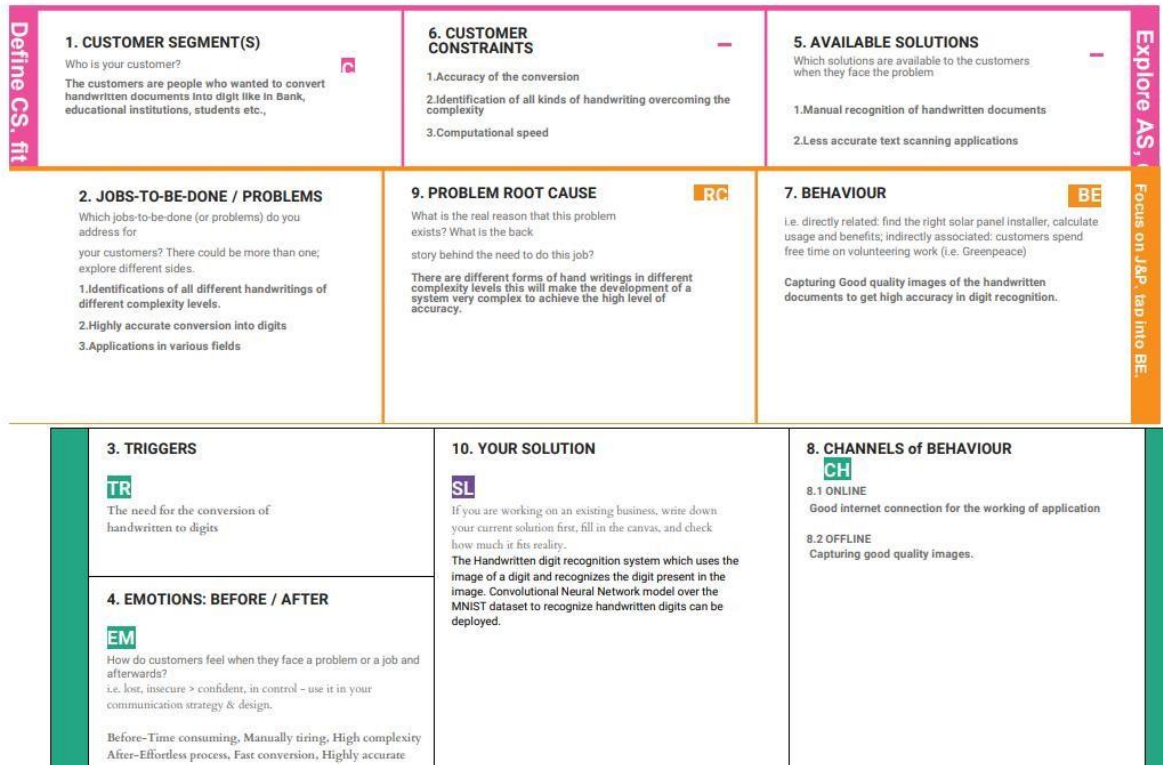 Define CS, fit
1. CUSTOMER SEGMENT(S)
Who is your customer?
C
The customers are people who wanted to convert
handwritten documents into digit like in Bank,
educational institutions, students etc.,
6. CUSTOMER
CONSTRAINTS
1.Accuracy of the conversion
2.Identification of all kinds of handwriting overcoming the
complexity
3.Computational speed
5. AVAILABLE SOLUTIONS
Which solutions are available to the customers
when they face the problem
1.Manual recognition of handwritten documents
2.Less accurate text scanning applications
Explore AS,
2. JOBS-TO-BE-DONE / PROBLEMS
Which jobs-to-be-done (or problems) do you
address for
your customers? There could be more than one;
explore different sides.
1.Identifications of all different handwritings of
different complexity levels.
2.Highly accurate conversion into digits
3.Applications in various fields
9. PROBLEM ROOT CAUSE
RC
What is the real reason that this problem
exists? What is the back
story behind the need to do this job?
There are different forms of hand writings in different
complexity levels this will make the development of a
system very complex to achieve the high level of
accuracy.
7. BEHAVIOUR
BE
i.e. directly related: find the right solar panel installer, calculate
usage and benefits; indirectly associated: customers spend
free time on volunteering work (i.e. Greenpeace)
Capturing Good quality images of the handwritten
documents to get high accuracy in digit recognition.
Focus on J&P, tap into BE.
3. TRIGGERS
TR
The need for the conversion of
handwritten to digits
4. EMOTIONS: BEFORE / AFTER
EM
How do customers feel when they face a problem or a job and
afterwards?
i.e. lost, insecure > confident, in control - use it in your
communication strategy & design.
Before-Time consuming, Manually tiring, High complexity
After-Effortless process, Fast conversion, Highly accurate
10. YOUR SOLUTION
SL
If you are working on an existing business, write down
your current solution first, fill in the canvas, and check
how much it fits reality.
The Handwritten digit recognition system which uses the
image of a digit and recognizes the digit present in the
image. Convolutional Neural Network model over the
MNIST dataset to recognize handwritten digits can be
deployed.
8. CHANNELS of BEHAVIOUR
CH
8.1 ONLINE
Good internet connection for the working of application
8.2 OFFLINE
Capturing good quality images.